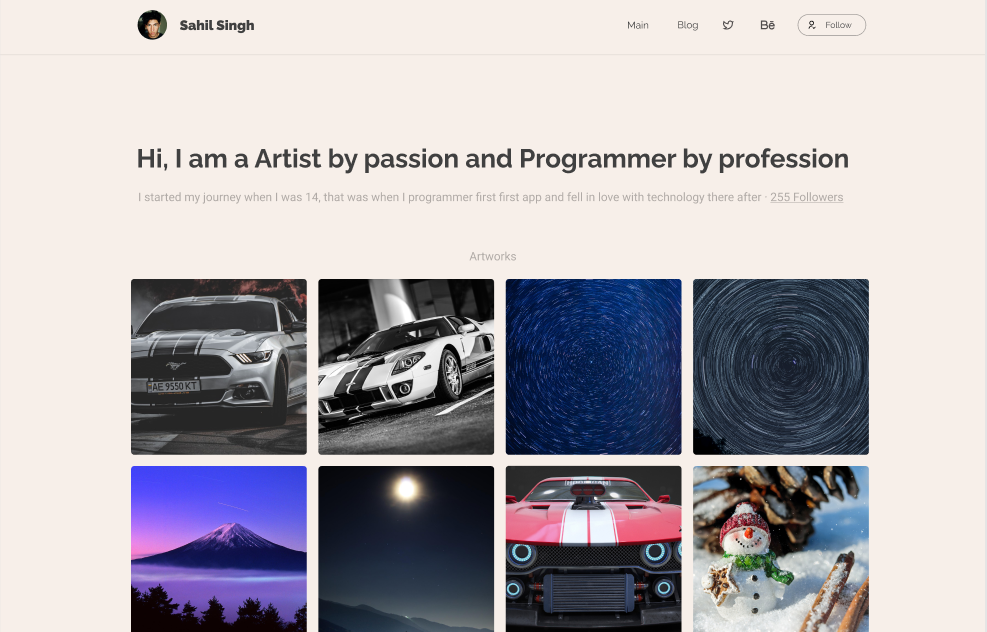 Sahil Singh
Main
Blog
Bē
Follow
Hi, I am a Artist by passion and Programmer by profession
I started my journey when I was 14, that was when I programmer first first app and fell in love with technology there after · 255 Followers
Artworks
AE 9550 KT